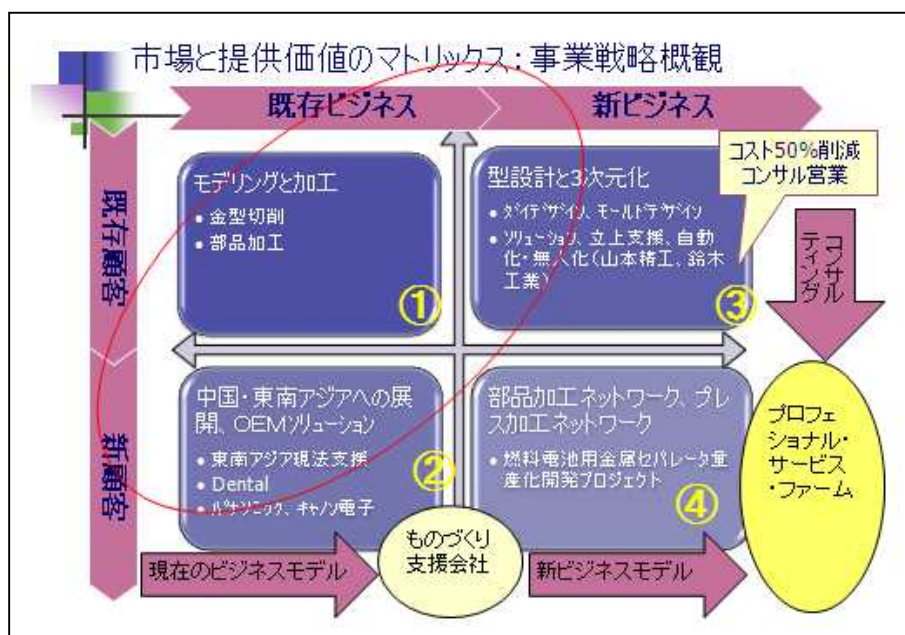 市場と提供価値のマトリックス：事業戦略概観
既存ビジネス
新ビジネス
既存顧客
新顧客
モデリングと加工
• 金型切削
• 部品加工
①
型設計と3次元化
• ﾀﾞｲﾃﾞｻﾞｲﾝ、ﾓｰﾙﾄﾞﾃﾞｻﾞｲﾝ
• ｿﾘｭｰｼｮﾝ、立上支援、自動
化・無人化（山本精工、鈴木
工業）
③
コスト50%削減
コンサル営業
コンサル
ティング
中国・東南アジアへの展
開、OEMｿﾘｭｰｼｮﾝ
• 東南アジア現法支援
• Dental
• ﾊﾟﾅｿﾆｯｸ、ｷｬﾉﾝ電子
②
部品加工ネットワーク、プレ
ス加工ネットワーク
• 燃料電池用金属セパレータ量
産化開発プロジェクト
④
プロフェ
ショナル・
サービス
・ファーム
現在のビジネスモデル
ものづくり
支援会社
新ビジネスモデル